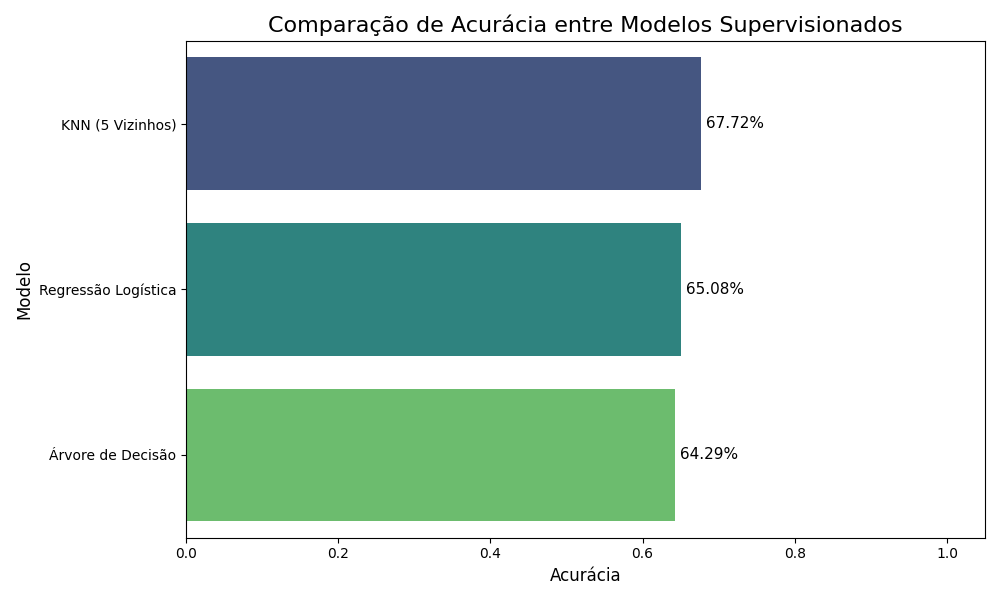 Comparação de Acurácia entre Modelos Supervisionados
KNN (5 Vizinhos)
67.72%
Regressão Logística
65.08%
Árvore de Decisão
64.29%
Modelo
0.0
0.2
0.4
0.6
0.8
1.0
Acurácia